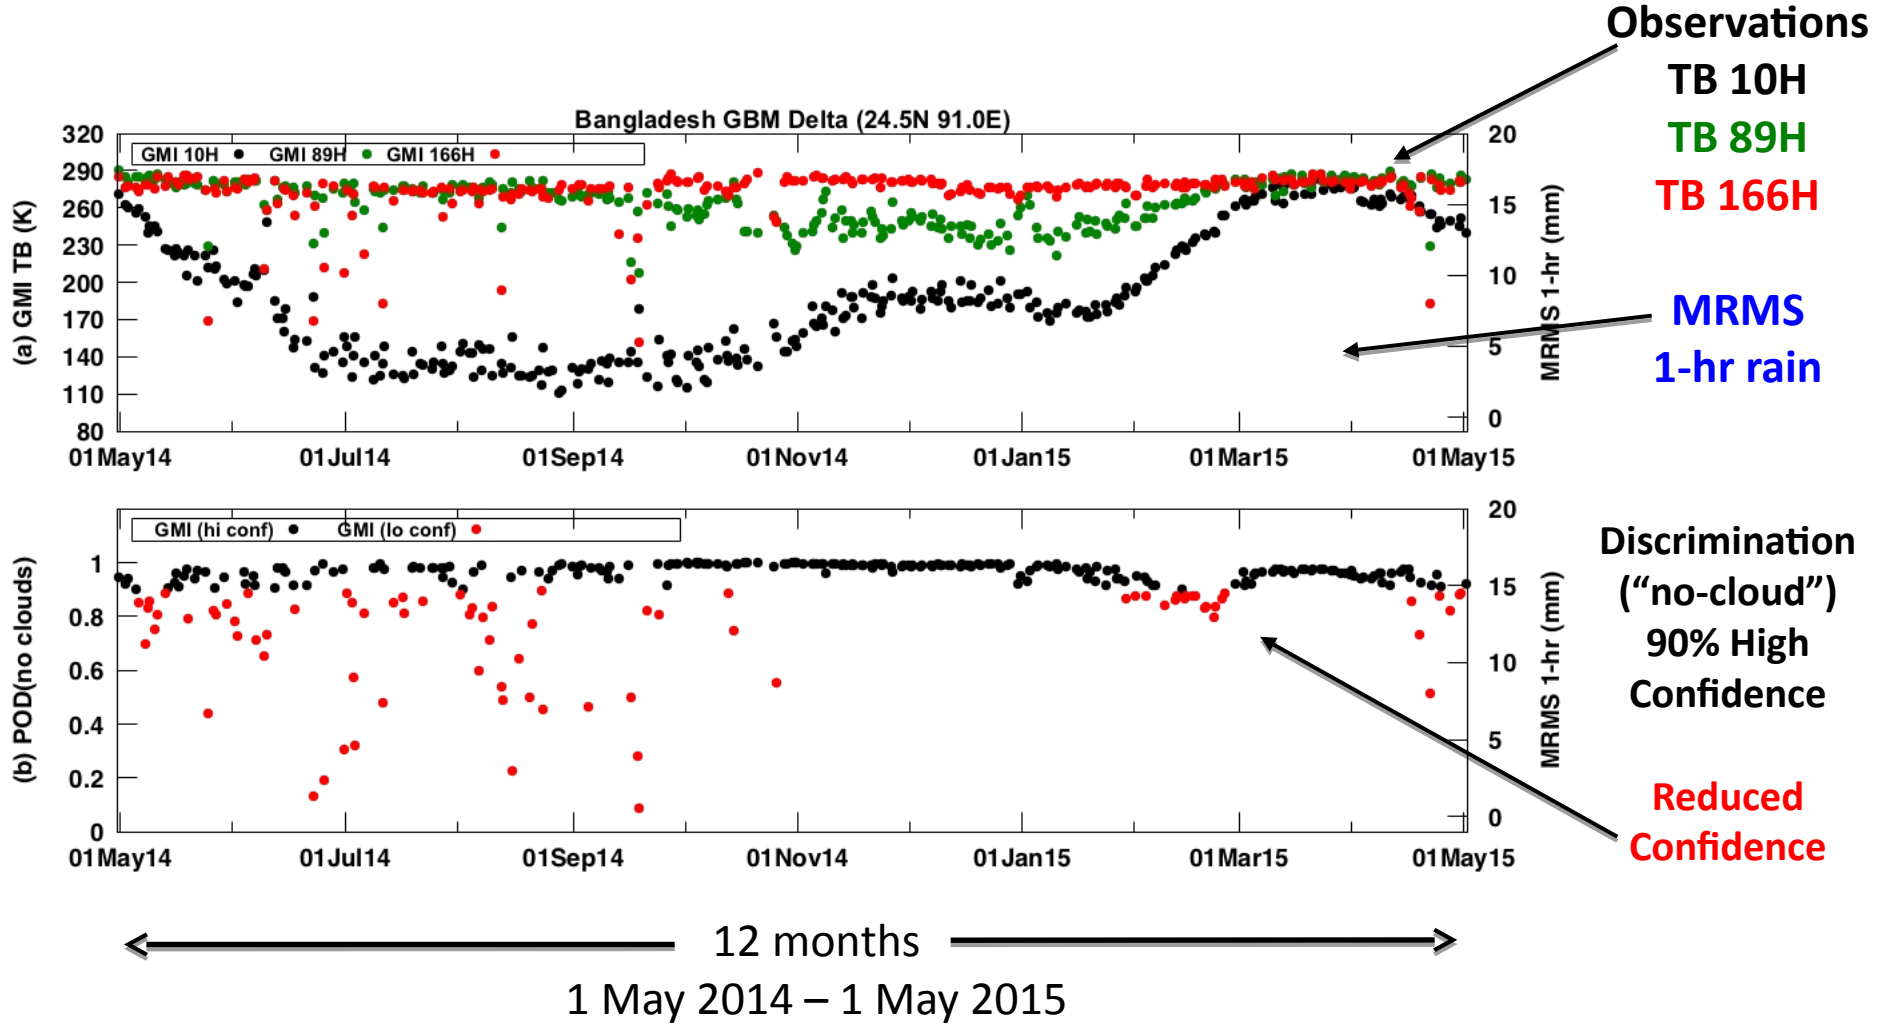 Observations
TB 10H
TB 89H
TB 166H
MRMS
1-hr rain
Bangladesh GBM Delta (24.5N 91.0E)
GMI 10H GMI 89H GMI 166H
(a) GMI TB (K)
320
290
260
230
200
170
140
110
80
20
15
10
5
0
MRMS 1-hr (mm)
01May14 01Jul14 01Sep14 01Nov14 01Jan15 01Mar15 01May15
GMI (hi conf) GMI (lo conf)
(b) POD(no clouds)
1
0.8
0.6
0.4
0.2
0
20
15
10
5
0
MRMS 1-hr (mm)
01May14 01Jul14 01Sep14 01Nov14 01Jan15 01Mar15 01May15
Discrimination
(“no-cloud”)
90% High
Confidence
Reduced
Confidence
12 months
1 May 2014 – 1 May 2015